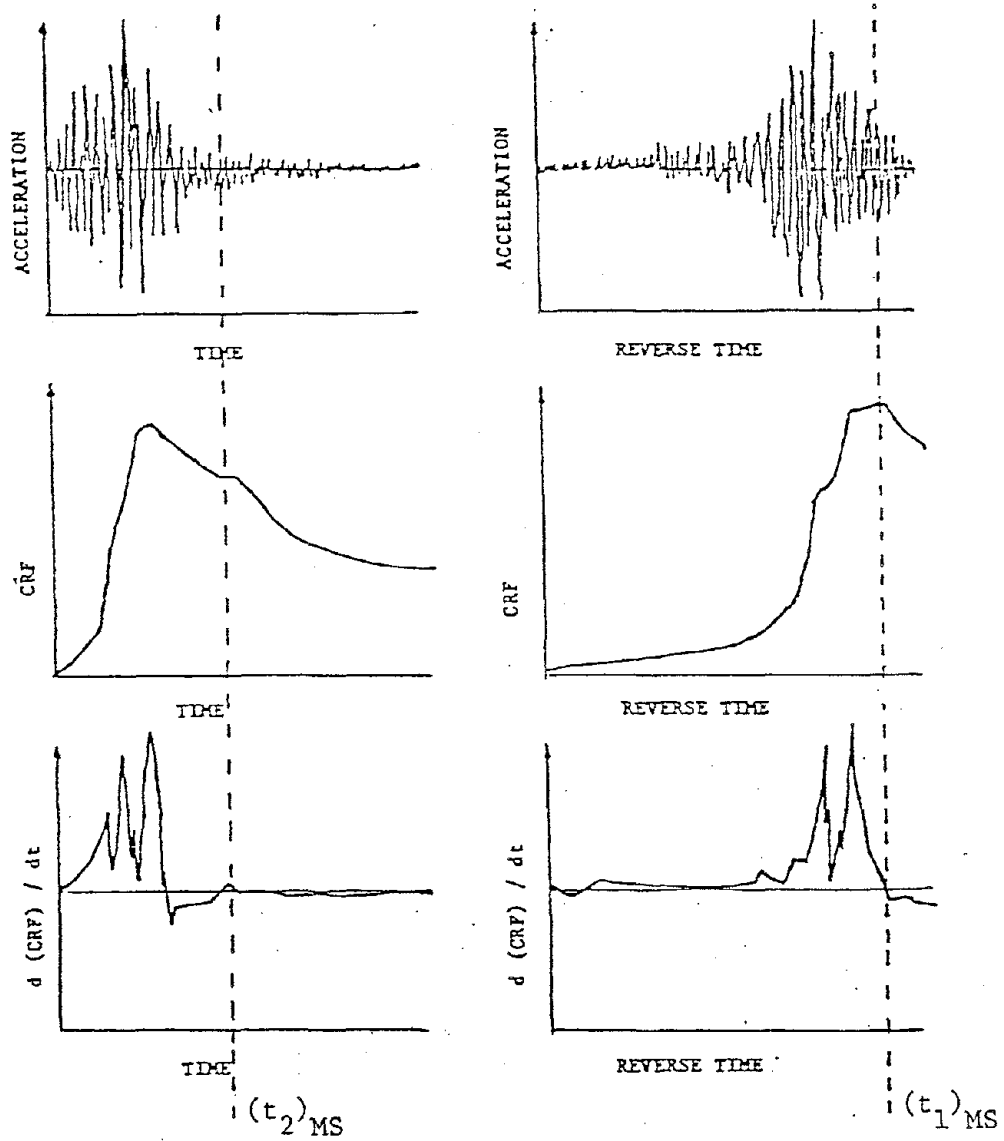 ACCELERATION
TIME
ACCELERATION
REVERSE TIME
CRF
TIME
CRF
REVERSE TIME
d (CRF) / dt
TIME
(t2)MS
d (CRF) / dt
REVERSE TIME
(t1)MS